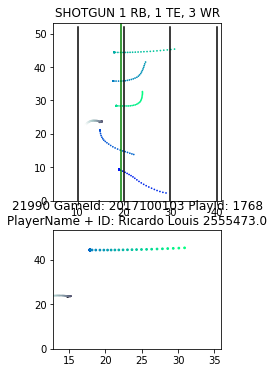 SHOTGUN 1 RB, 1 TE, 3 WR
50
40
30
20
10
0
10 20 30 40
21990 GameId: 2017100103 PlayId: 1768
PlayerName + ID: Ricardo Louis 2555473.0
40
20
0
15 20 25 30 35